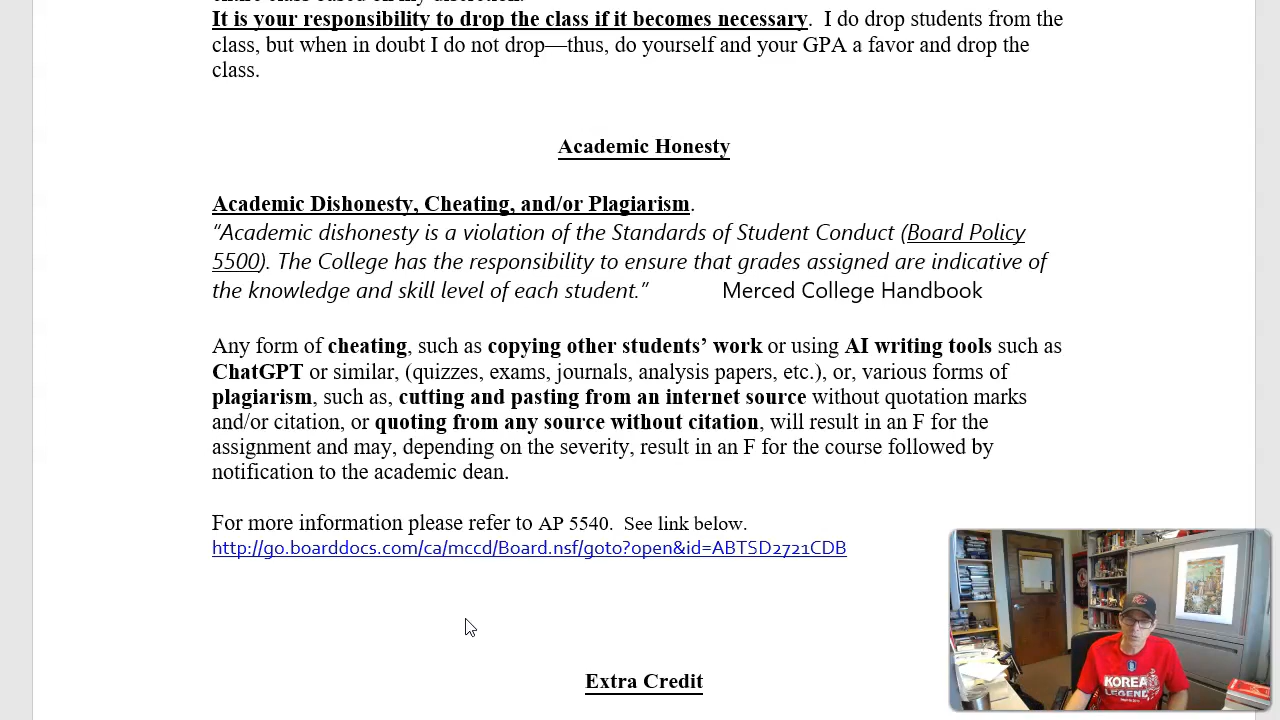 It is your responsibility to drop the class if it becomes necessary.  I do drop students from the
class, but when in doubt I do not drop—thus, do yourself and your GPA a favor and drop the
class.
Academic Honesty
Academic Dishonesty, Cheating, and/or Plagiarism.
“Academic dishonesty is a violation of the Standards of Student Conduct (Board Policy
5500). The College has the responsibility to ensure that grades assigned are indicative of
the knowledge and skill level of each student.” Merced College Handbook
Any form of cheating, such as copying other students’ work or using AI writing tools such as
ChatGPT or similar, (quizzes, exams, journals, analysis papers, etc.), or, various forms of
plagiarism, such as, cutting and pasting from an internet source without quotation marks
and/or citation, or quoting from any source without citation, will result in an F for the
assignment and may, depending on the severity, result in an F for the course followed by
notification to the academic dean.
For more information please refer to AP 5540.  See link below.
http://go.boarddocs.com/ca/mccd/Board.nsf/goto?open&id=ABTSD2721CDB
Extra Credit
KOREA
LEGEND